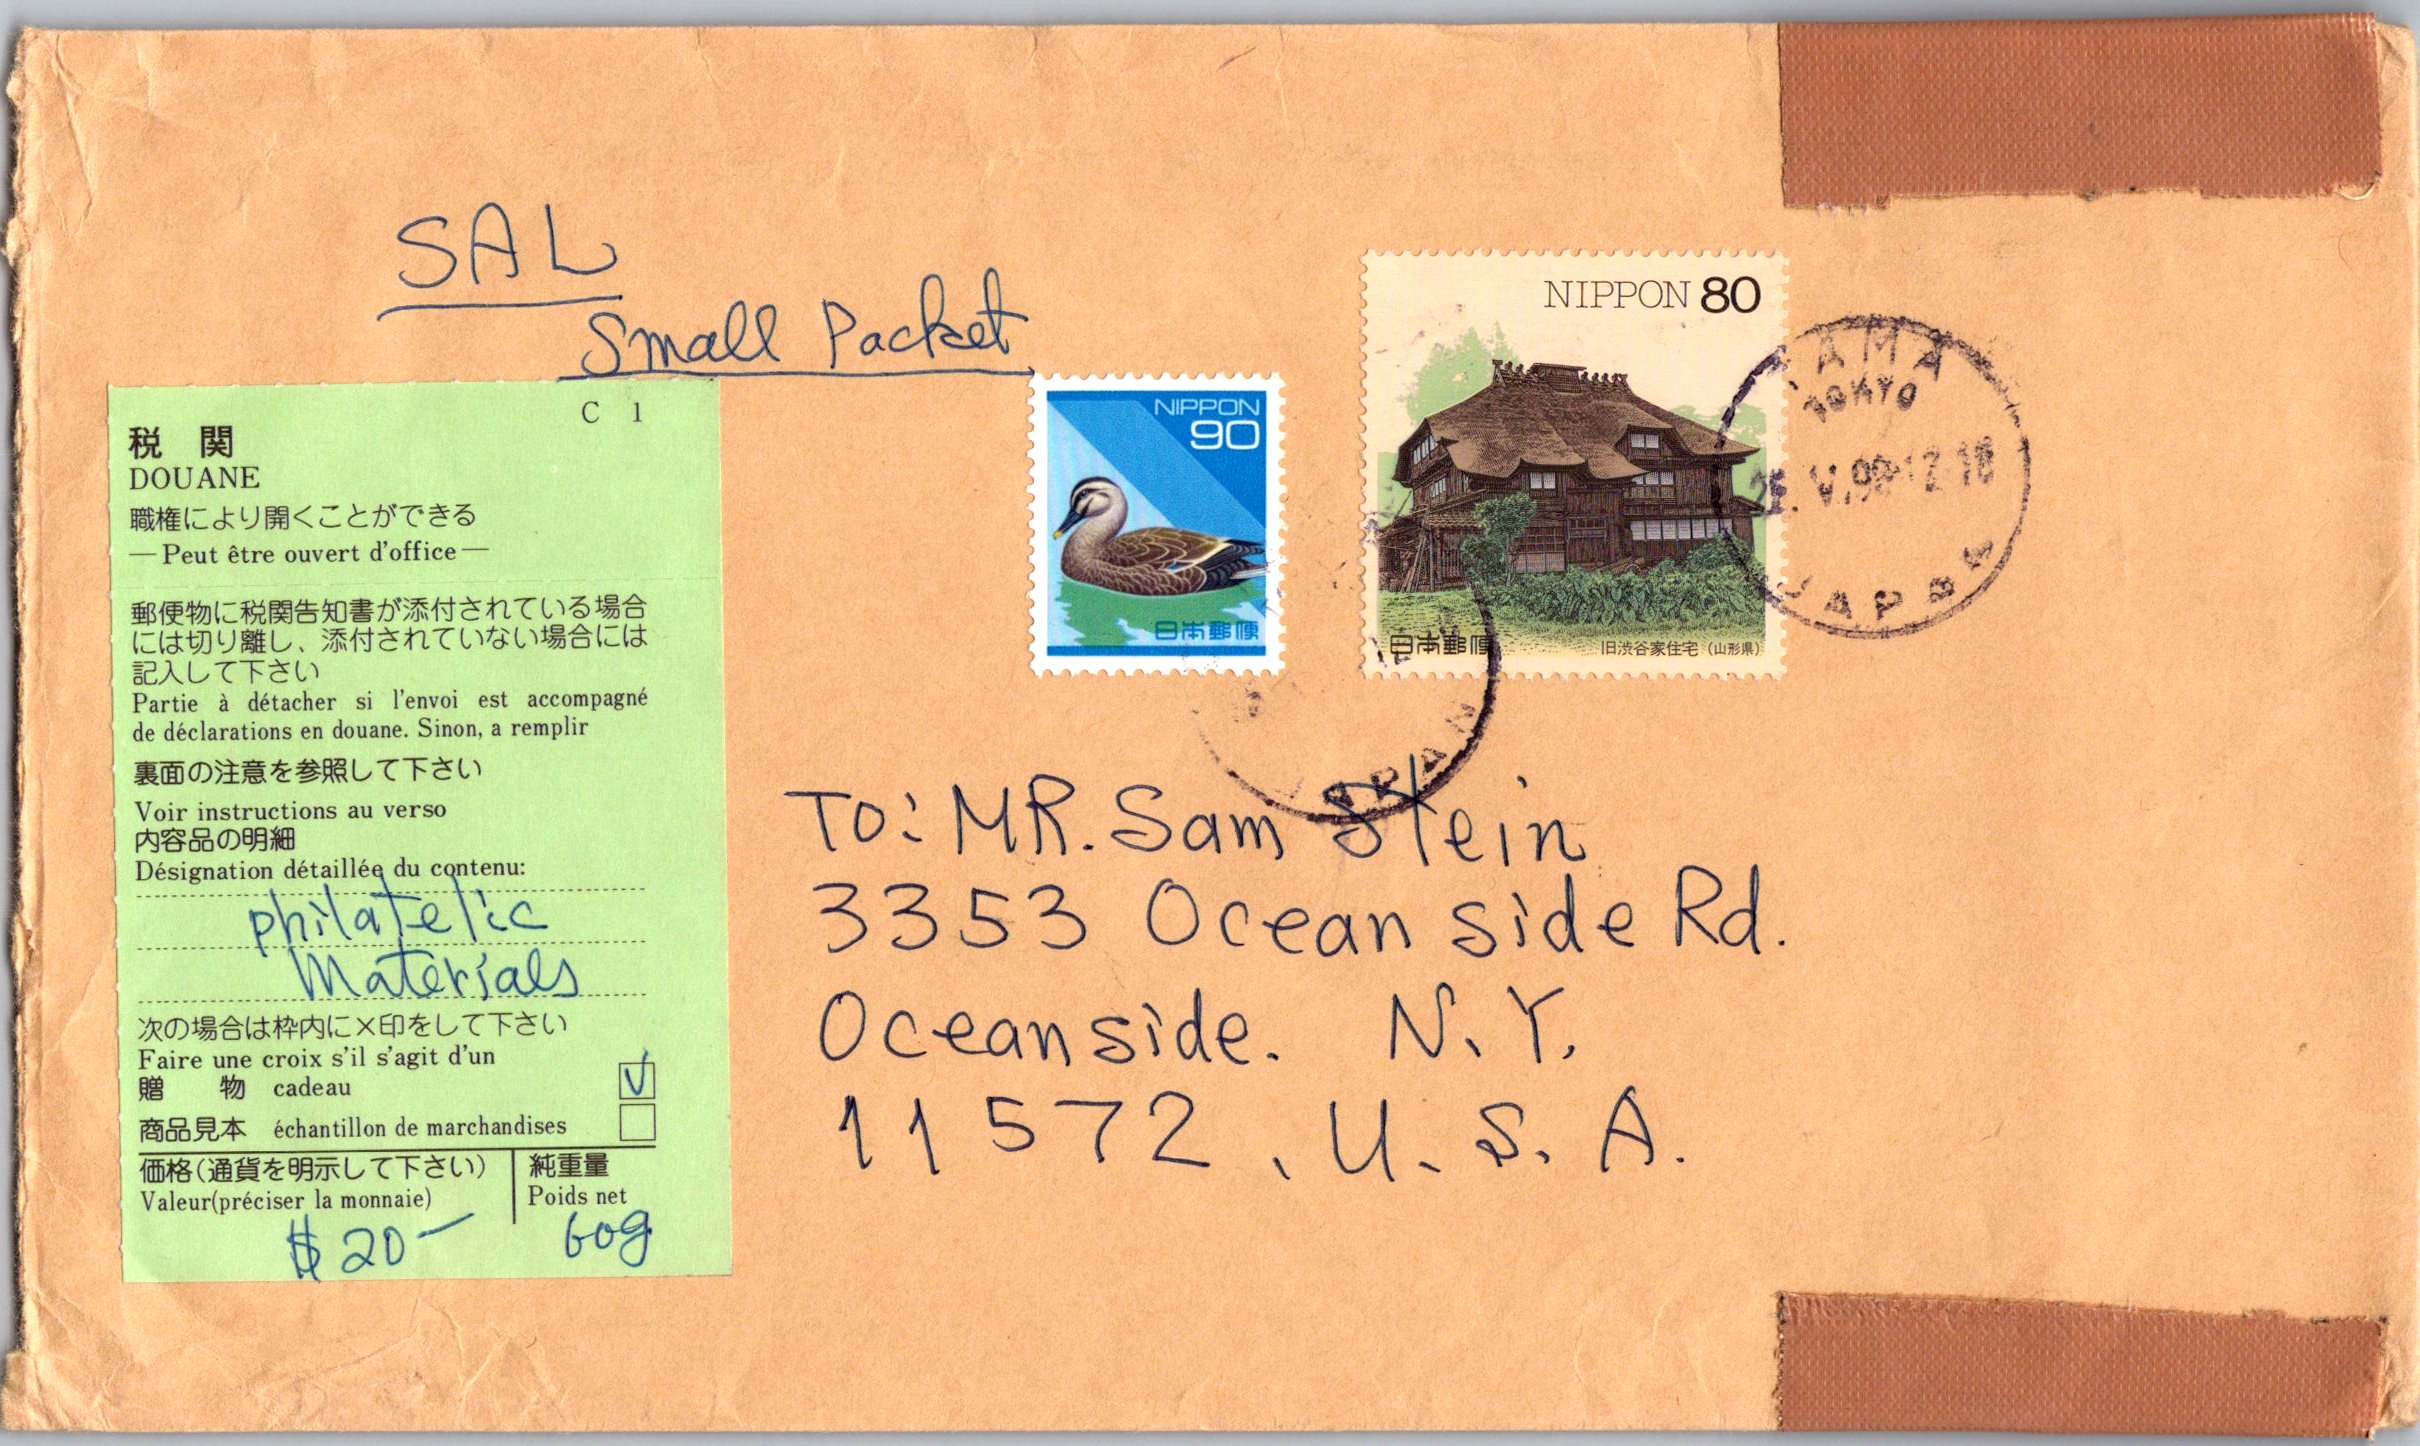 SAL
Small Packet
C 1
税 関
DOUANE
職権により開くことができる
—Peut être ouvert d'office—
郵便物に税関告知書が添付されている場合
には切り離し、添付されていない場合には
記入して下さい
Partie à détacher si l'envoi est accompagné
de déclarations en douane. Sinon, a remplir
裏面の注意を参照して下さい
Voir instructions au verso
内容品の明細
Désignation détaillée du contenu:
philatelic
Materials
次の場合は枠内に×印をして下さい
Faire une croix s'il s'agit d'un
贈 物 cadeau
商品見本 échantillon de marchandises
価格(通貨を明示して下さい)
Valeur(préciser la monnaie)
$20-
純重量
Poids net
60g
NIPPON
90
日本郵便
NIPPON 80
日本郵便
旧渋谷家住宅 (山形県)
TAMA
TOKYO
JAPAN
JAPAN
To: MR. Sam Stein
3353 Ocean side Rd.
Oceanside. N.Y.
11572, U.S.A.